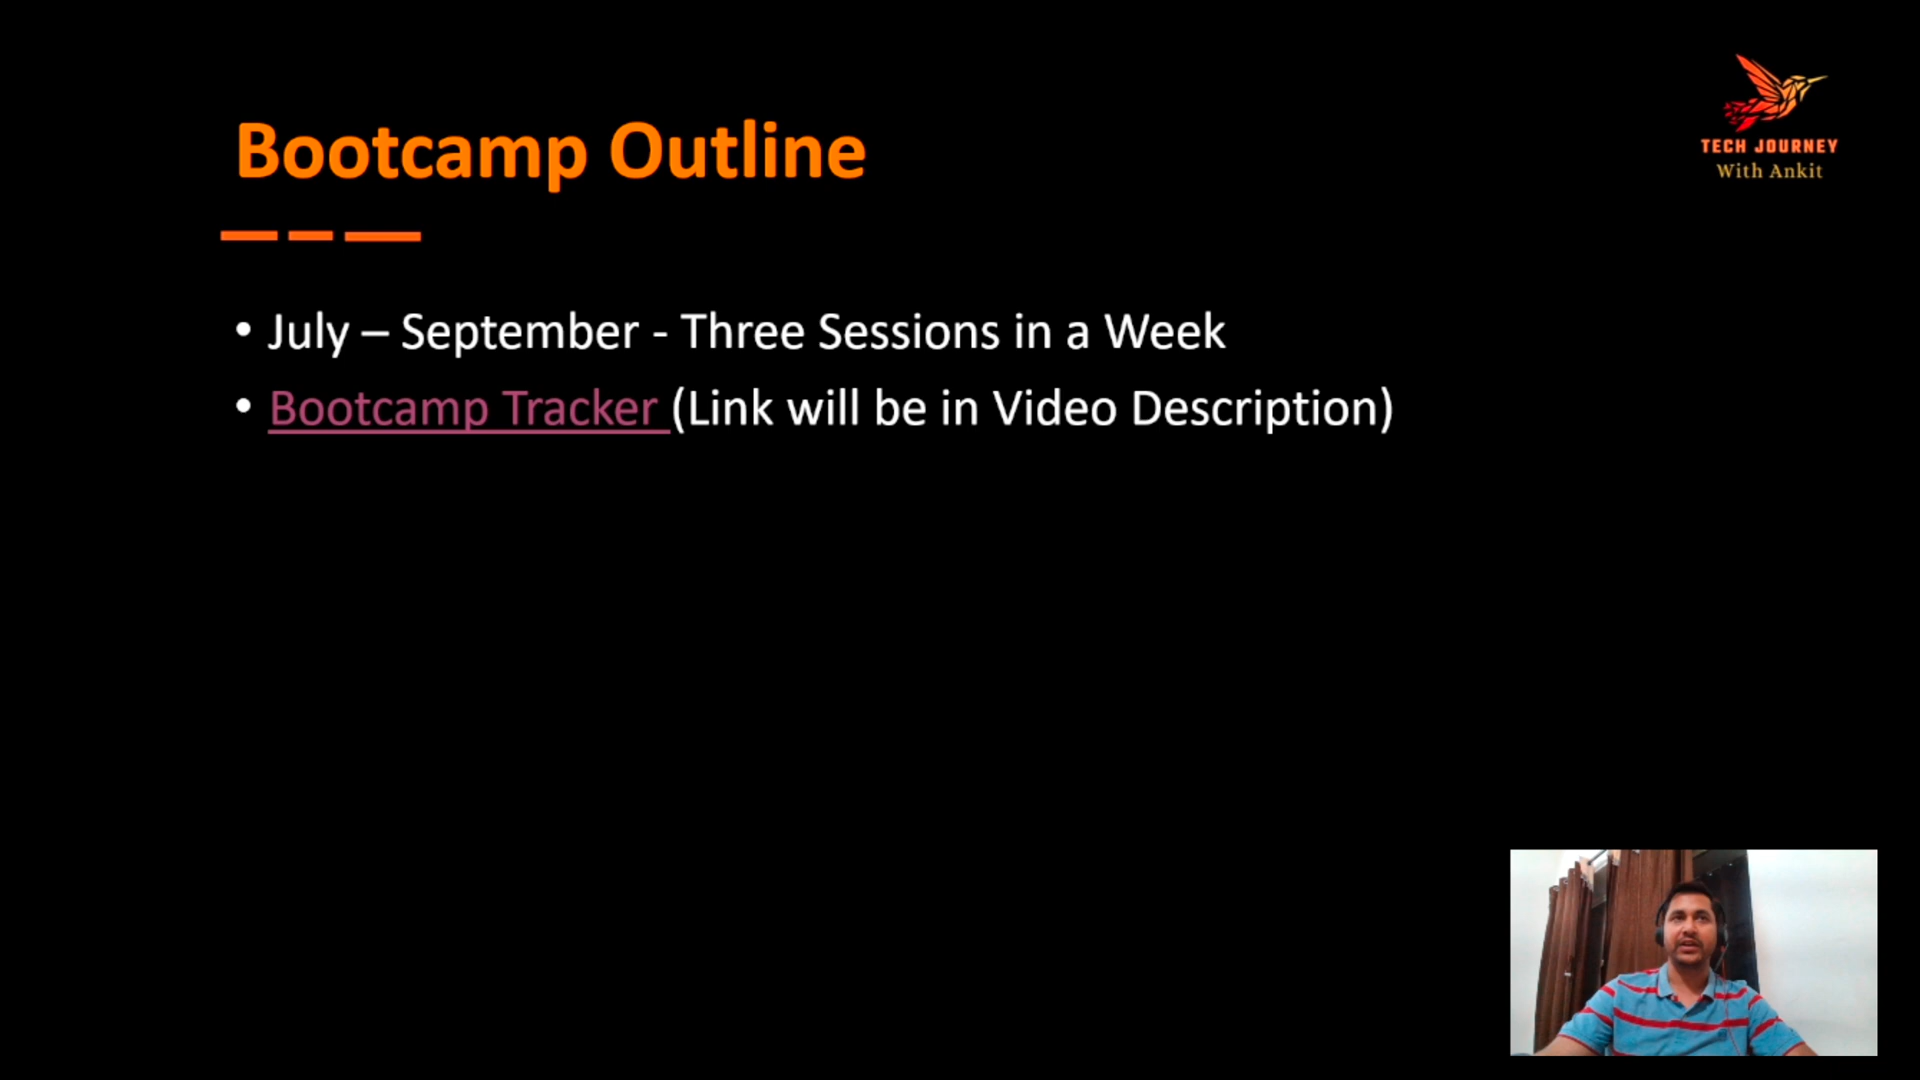 Bootcamp Outline
TECH JOURNEY
With Ankit
• July – September - Three Sessions in a Week
• Bootcamp Tracker (Link will be in Video Description)